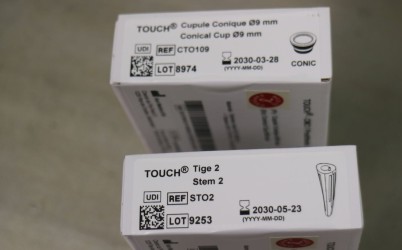 TOUCH® Cupule Conique Ø9 mm
Conical Cup Ø9 mm
UDI REF CTO109
LOT 8974
2030-03-28
(YYYY-MM-DD)
CONIC
TOUCH®
TOUCH® Tige 2
Stem 2
UDI REF STO2
LOT 9253
2030-05-23
(YYYY-MM-DD)